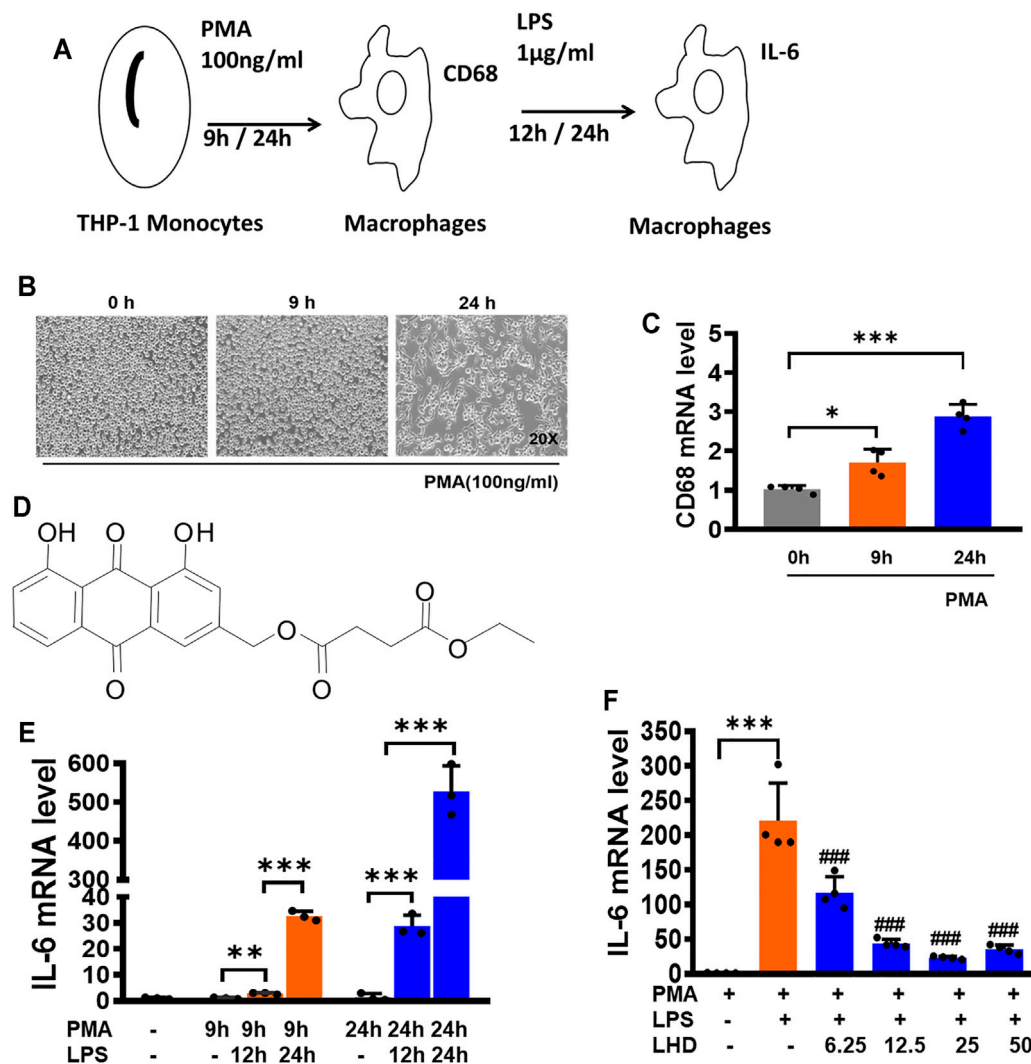 A
PMA
100ng/ml
9h / 24h
CD68
LPS
1µg/ml
12h / 24h
IL-6
THP-1 Monocytes
Macrophages
Macrophages
B
0 h
9 h
24 h
20X
PMA(100ng/ml)
C
CD68 mRNA level
5
4
3
2
1
0
*
***
0h
9h
24h
PMA
D
OH
O
OH
O
O
O
O
O
E
IL-6 mRNA level
600
500
400
300
200
100
40
30
20
10
0
**
***
***
***
PMA - 9h 9h 9h 24h 24h 24h
LPS - - 12h 24h - 12h 24h
F
IL-6 mRNA level
350
300
250
200
150
100
50
0
***
###
###
###
###
PMA + + + + + +
LPS - + + + + +
LHD - - 6.25 12.5 25 50